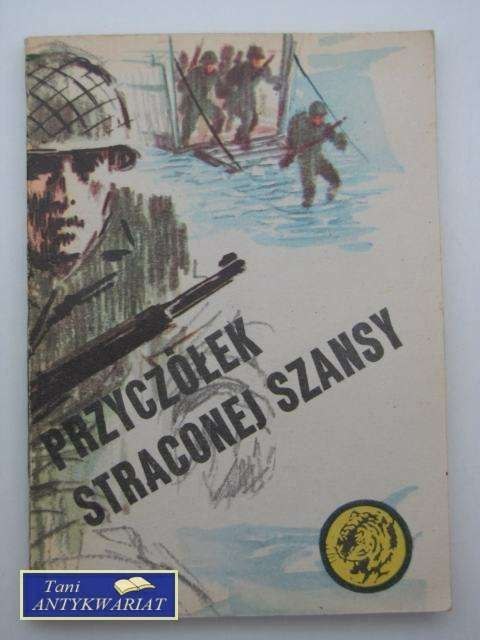 PRZYCZÓŁEK
STRACONEJ SZANSY
Tani
ANTYKWARIAT